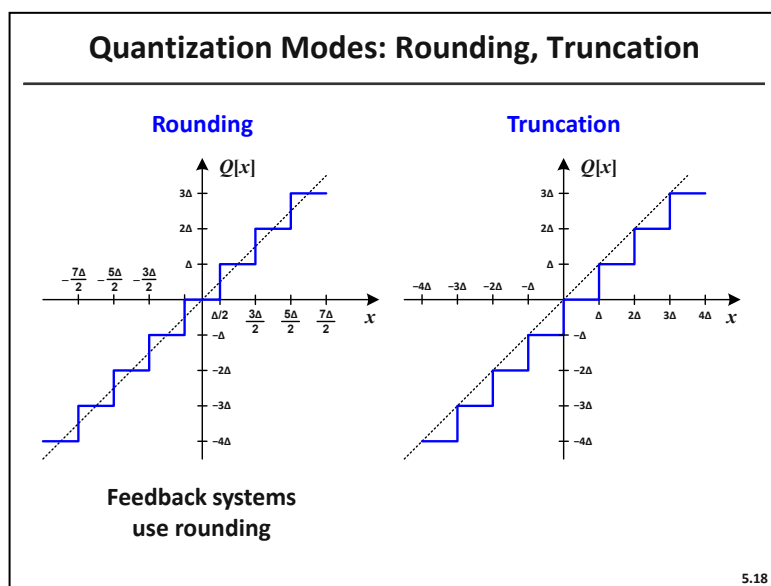 Quantization Modes: Rounding, Truncation
Rounding
Truncation
Q[x]
3Δ
2Δ
Δ
−7Δ/2 −5Δ/2 −3Δ/2
Δ/2 3Δ/2 5Δ/2 7Δ/2 x
−Δ
−2Δ
−3Δ
−4Δ
Q[x]
3Δ
2Δ
Δ
−4Δ −3Δ −2Δ −Δ
Δ 2Δ 3Δ 4Δ x
−Δ
−2Δ
−3Δ
−4Δ
Feedback systems
use rounding
5.18